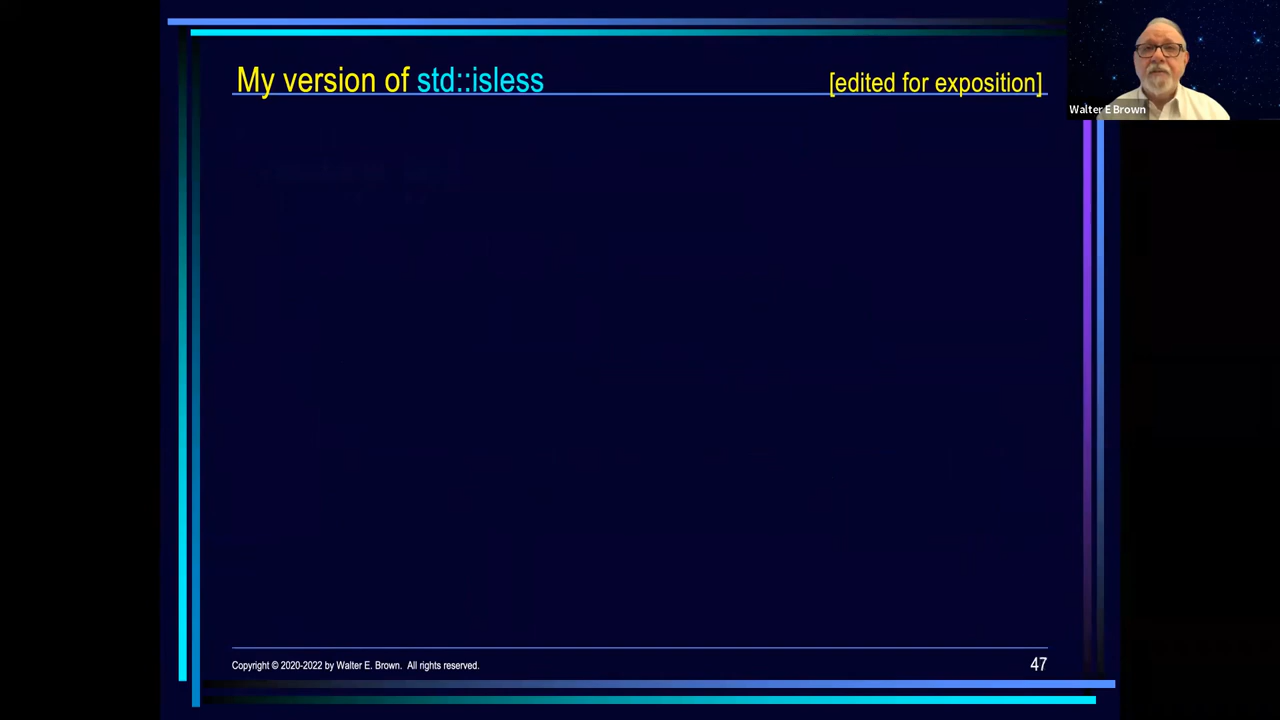 My version of std::isless [edited for exposition]
Walter E Brown
Copyright © 2020-2022 by Walter E. Brown. All rights reserved.
47